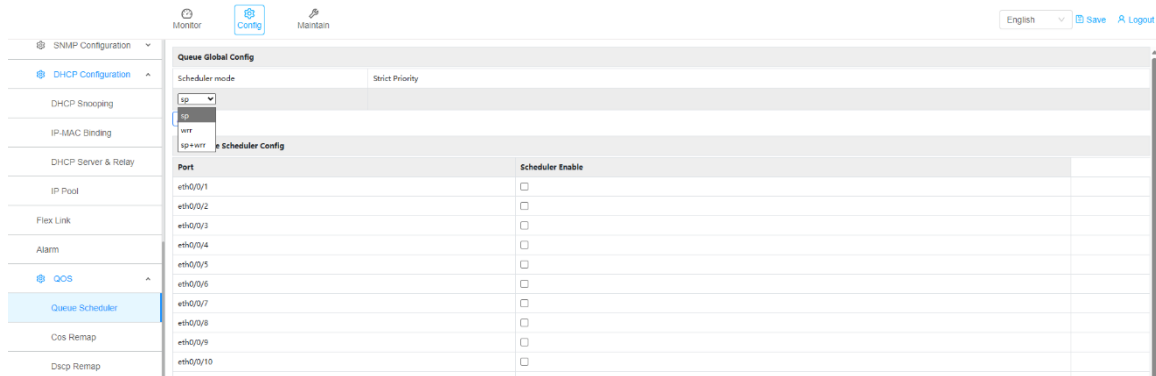 Monitor
Config
Maintain
English
Save
Logout
SNMP Configuration
DHCP Configuration
DHCP Snooping
IP-MAC Binding
DHCP Server & Relay
IP Pool
Flex Link
Alarm
QOS
Queue Scheduler
Cos Remap
Dscp Remap
Queue Global Config
Scheduler mode Strict Priority
sp
sp
wrr
sp+wrr
e Scheduler Config
Port Scheduler Enable
eth0/0/1
eth0/0/2
eth0/0/3
eth0/0/4
eth0/0/5
eth0/0/6
eth0/0/7
eth0/0/8
eth0/0/9
eth0/0/10